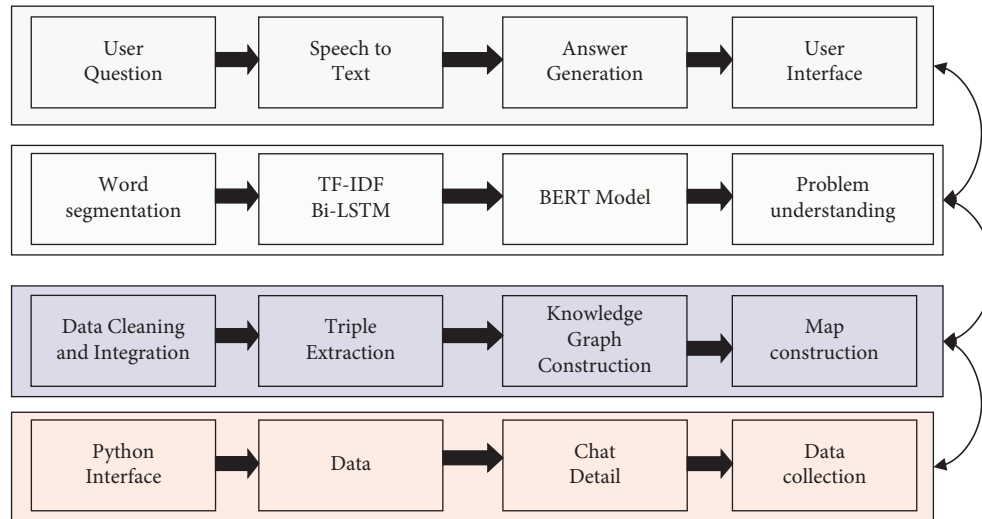 User
Question
Speech to
Text
Answer
Generation
User
Interface
Word
segmentation
TF-IDF
Bi-LSTM
BERT Model
Problem
understanding
Data Cleaning
and Integration
Triple
Extraction
Knowledge
Graph
Construction
Map
construction
Python
Interface
Data
Chat
Detail
Data
collection